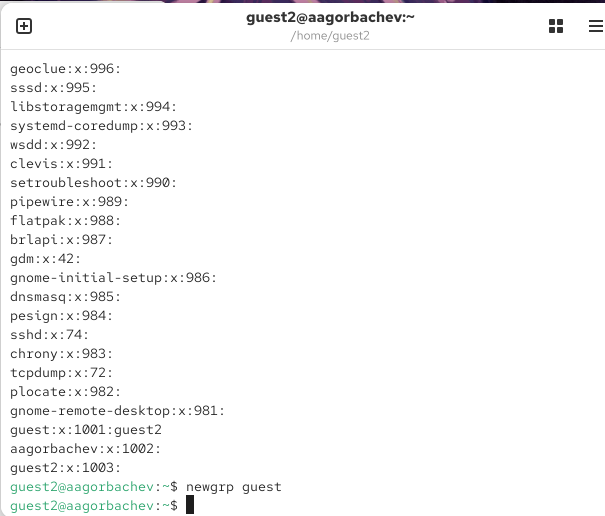 guest2@aagorbachev:~
/home/guest2
geoclue:x:996:
sssd:x:995:
libstoragemgmt:x:994:
systemd-coredump:x:993:
wsdd:x:992:
clevis:x:991:
setroubleshoot:x:990:
pipewire:x:989:
flatpak:x:988:
brlapi:x:987:
gdm:x:42:
gnome-initial-setup:x:986:
dnsmasq:x:985:
pesign:x:984:
sshd:x:74:
chrony:x:983:
tcpdump:x:72:
plocate:x:982:
gnome-remote-desktop:x:981:
guest:x:1001:guest2
aagorbachev:x:1002:
guest2:x:1003:
guest2@aagorbachev:~$ newgrp guest
guest2@aagorbachev:~$